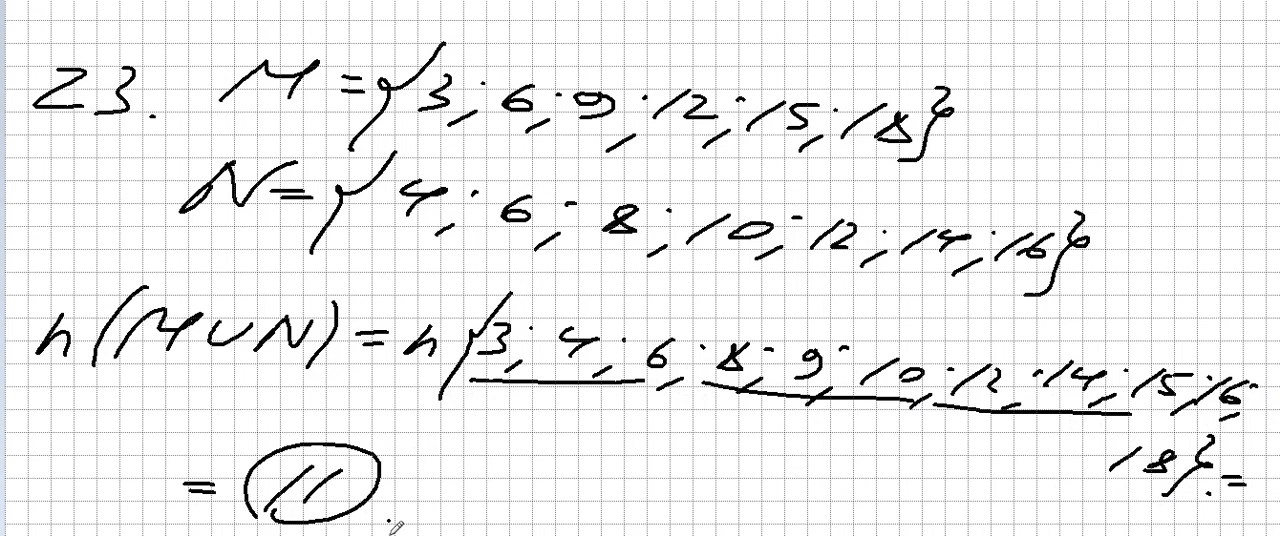 23. M = {3; 6; 9; 12; 15; 18}
N = {4; 6; 8; 10; 12; 14; 16}
n(M∪N) = n{3; 4; 6; 8; 9; 10; 12; 14; 15; 16;
18}. =
= 11.